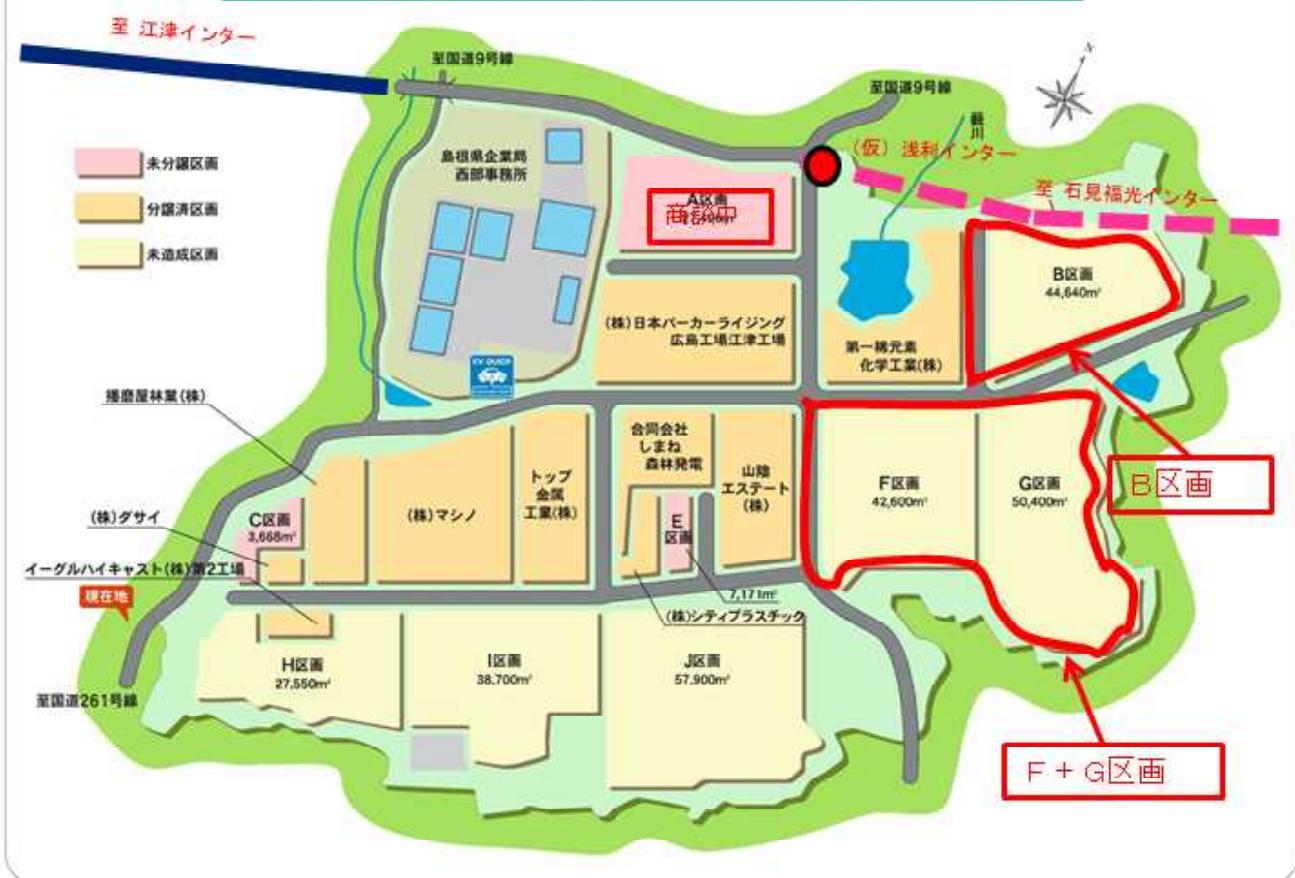 至 江津インター
至国道9号線
至国道9号線
藪川
(仮) 浅利インター
至 石見福光インター
未分譲区画
分譲済区画
未造成区画
島根県企業局
西部事務所
A区画
商談中
B区画
44,640m²
(株)日本パーカーライジング
広島工場江津工場
第一稀元素
化学工業(株)
EV QUICK
播磨屋林業(株)
合同会社
しまね
森林発電
トップ
金属
工業(株)
山陰
エステート
(株)
F区画
42,600m²
G区画
50,400m²
B区画
(株)マシノ
C区画
3,668m²
E
区画
(株)ダサイ
イーグルハイキャスト(株)第2工場
現在地
7,171m²
(株)シティプラスチック
H区画
27,550m²
I区画
38,700m²
J区画
57,900m²
至国道261号線
F+G区画
N